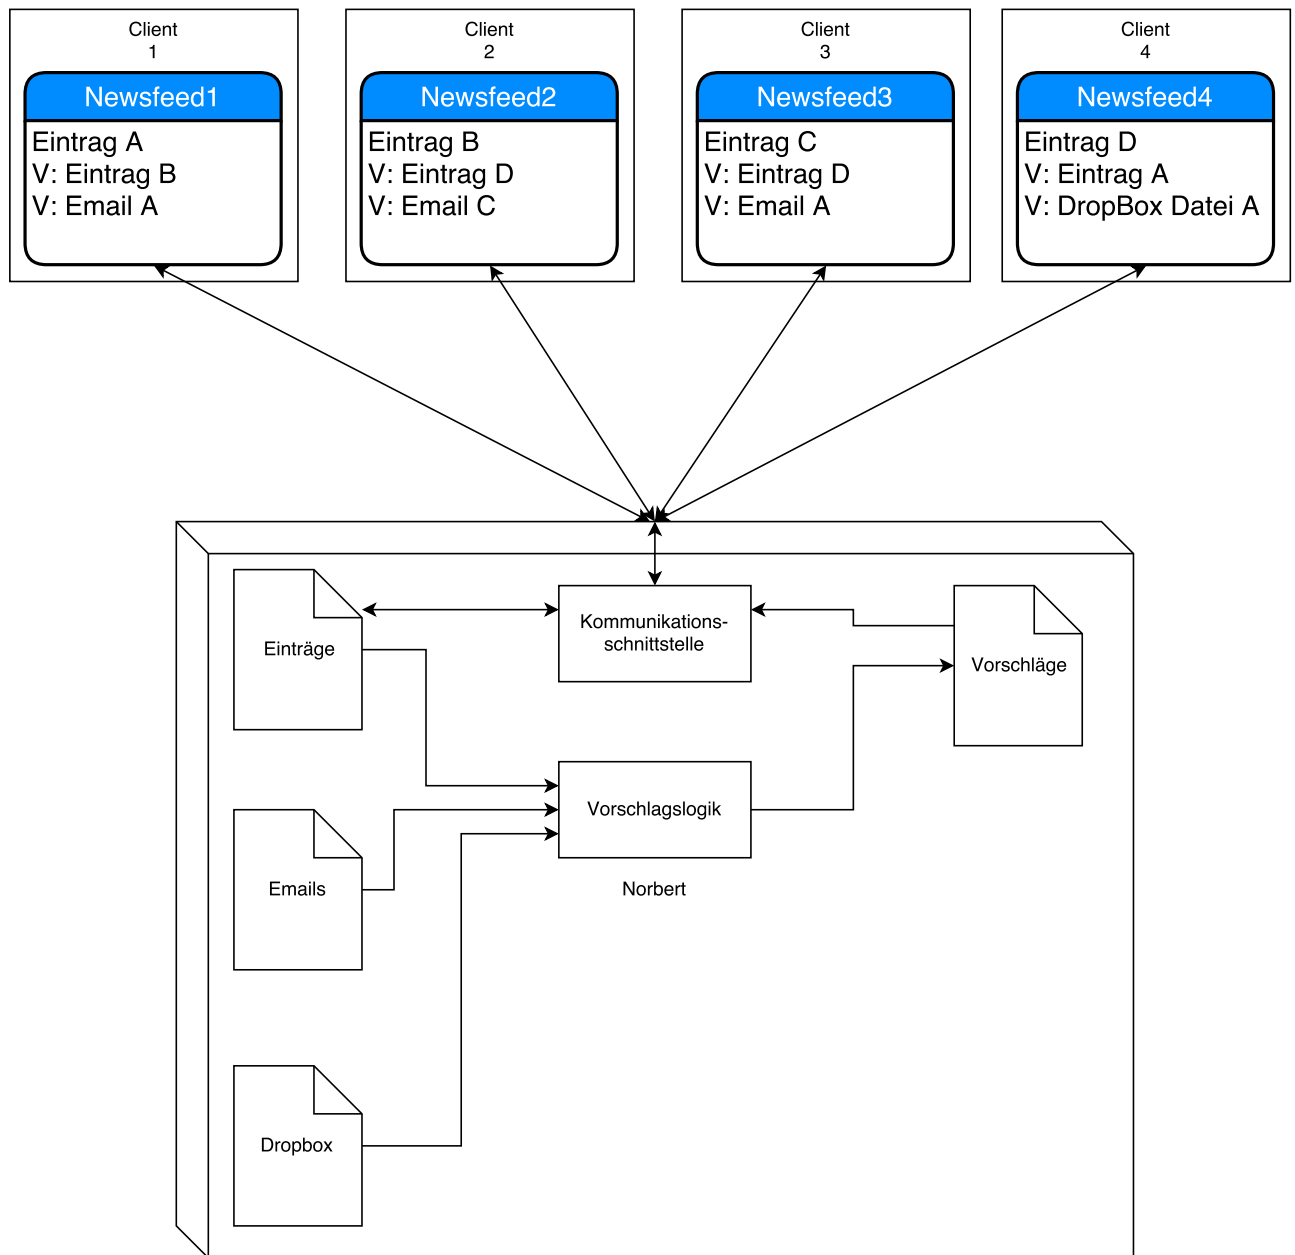 Client
1
Newsfeed1
Eintrag A
V: Eintrag B
V: Email A
Client
2
Newsfeed2
Eintrag B
V: Eintrag D
V: Email C
Client
3
Newsfeed3
Eintrag C
V: Eintrag D
V: Email A
Client
4
Newsfeed4
Eintrag D
V: Eintrag A
V: DropBox Datei A
Einträge
Kommunikations-
schnittstelle
Vorschläge
Vorschlagslogik
Emails
Norbert
Dropbox